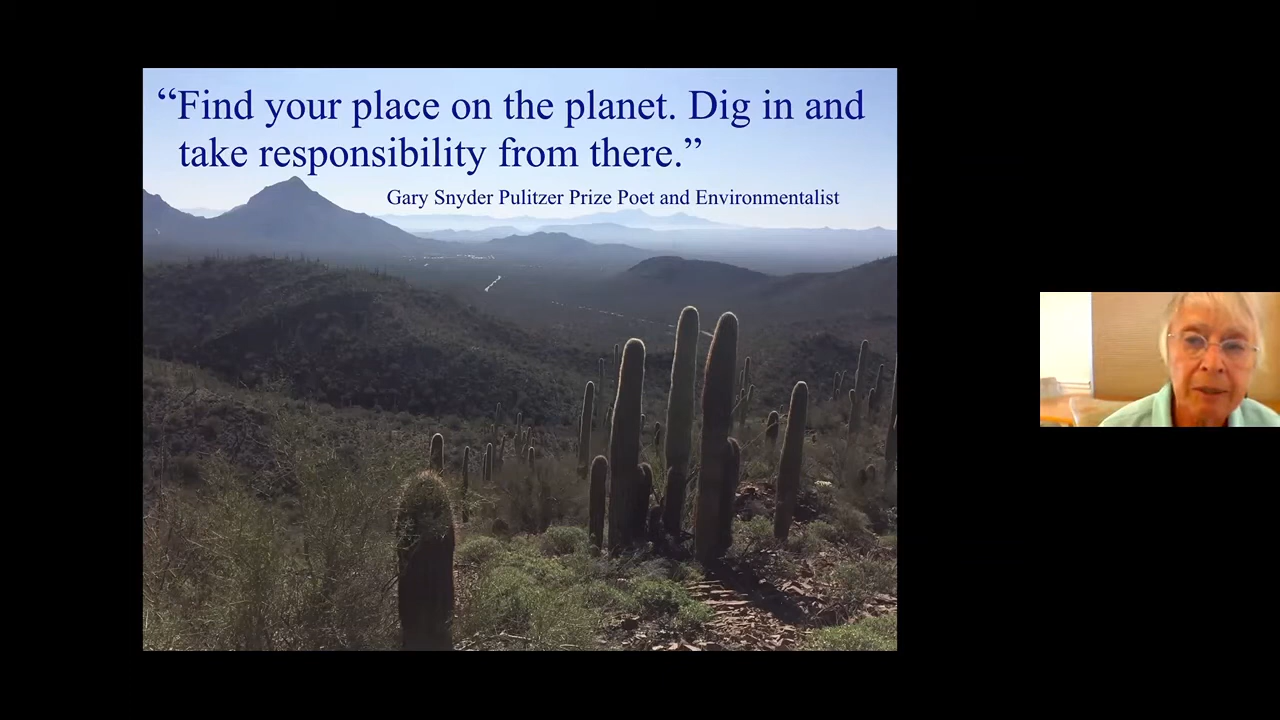 “Find your place on the planet. Dig in and
take responsibility from there.”
Gary Snyder Pulitzer Prize Poet and Environmentalist